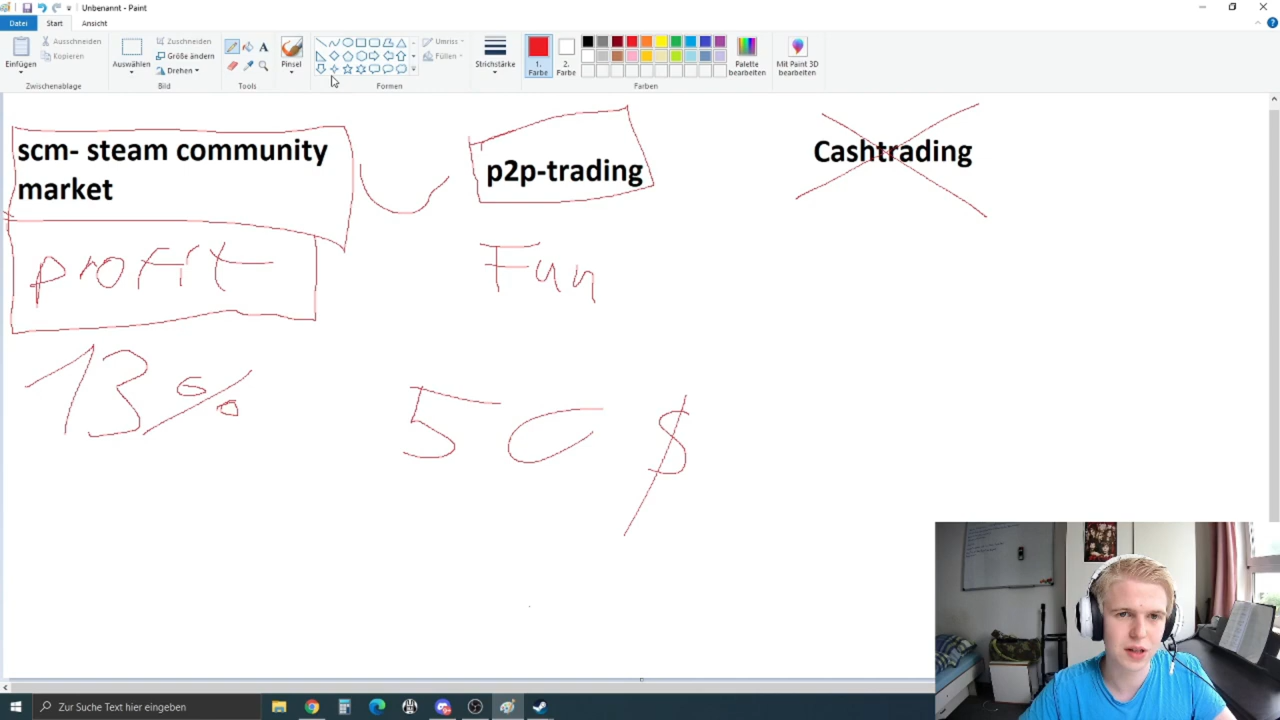 Unbenannt - Paint
Datei Start Ansicht
Einfügen
Ausschneiden
Kopieren
Zwischenablage
Auswählen
Zuschneiden
Größe ändern
Drehen
Bild
Tools
Pinsel
Formen
Umriss
Füllen
Strichstärke
1. Farbe
2. Farbe
Farben
Palette bearbeiten
Mit Paint 3D bearbeiten
scm- steam community
market
p2p-trading
Cashtrading
profit
Fun
13%
50 $
Zur Suche Text hier eingeben